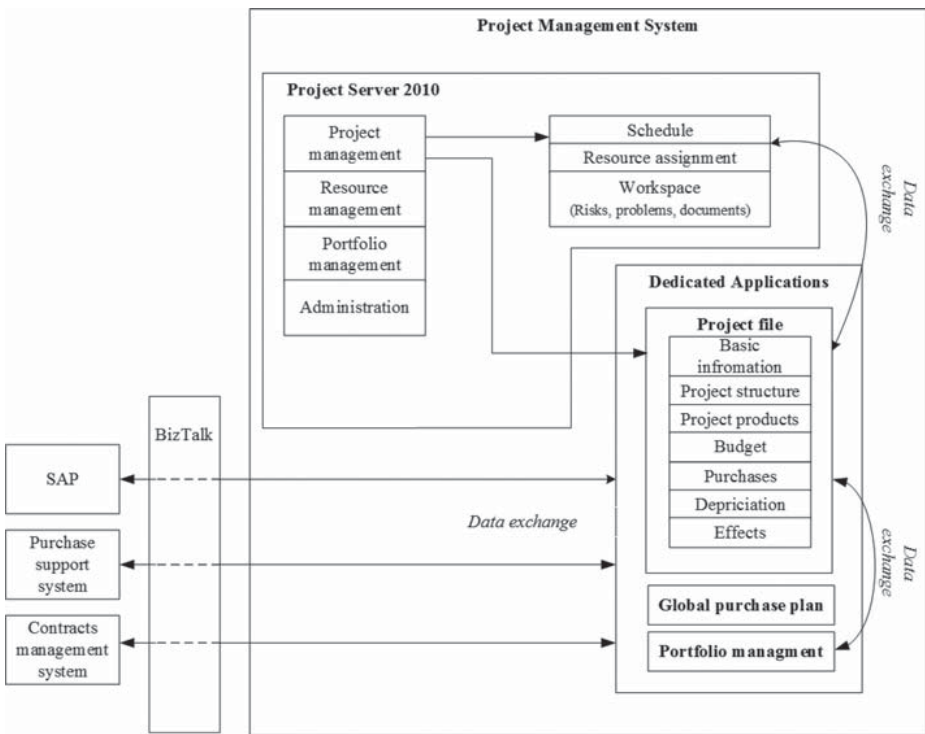 Project Management System
Project Server 2010
Project
management
Resource
management
Portfolio
management
Administration
Schedule
Resource assignment
Workspace
(Risks, problems, documents)
Data
exchange
Dedicated Applications
Project file
Basic
infromation
Project structure
Project products
Budget
Purchases
Depriciation
Effects
Data
exchange
Global purchase plan
Portfolio managment
BizTalk
SAP
Data exchange
Purchase
support
system
Contracts
management
system